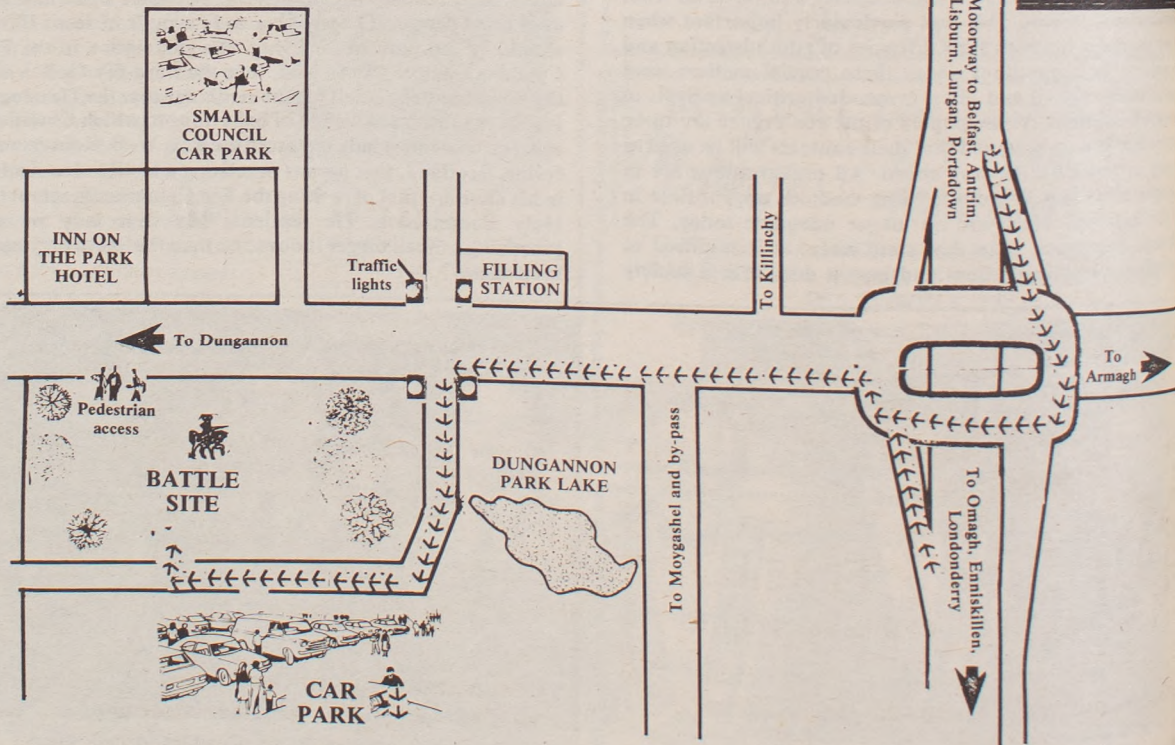 SMALL
COUNCIL
CAR PARK
Motorway to Belfast, Antrim,
Lisburn, Lurgan, Portadown
INN ON
THE PARK
HOTEL
Traffic
lights
FILLING
STATION
To Killinchy
To Dungannon
To
Armagh
Pedestrian
access
BATTLE
SITE
DUNGANNON
PARK LAKE
To Moygashel and by-pass
To Omagh, Enniskillen,
Londonderry
CAR
PARK